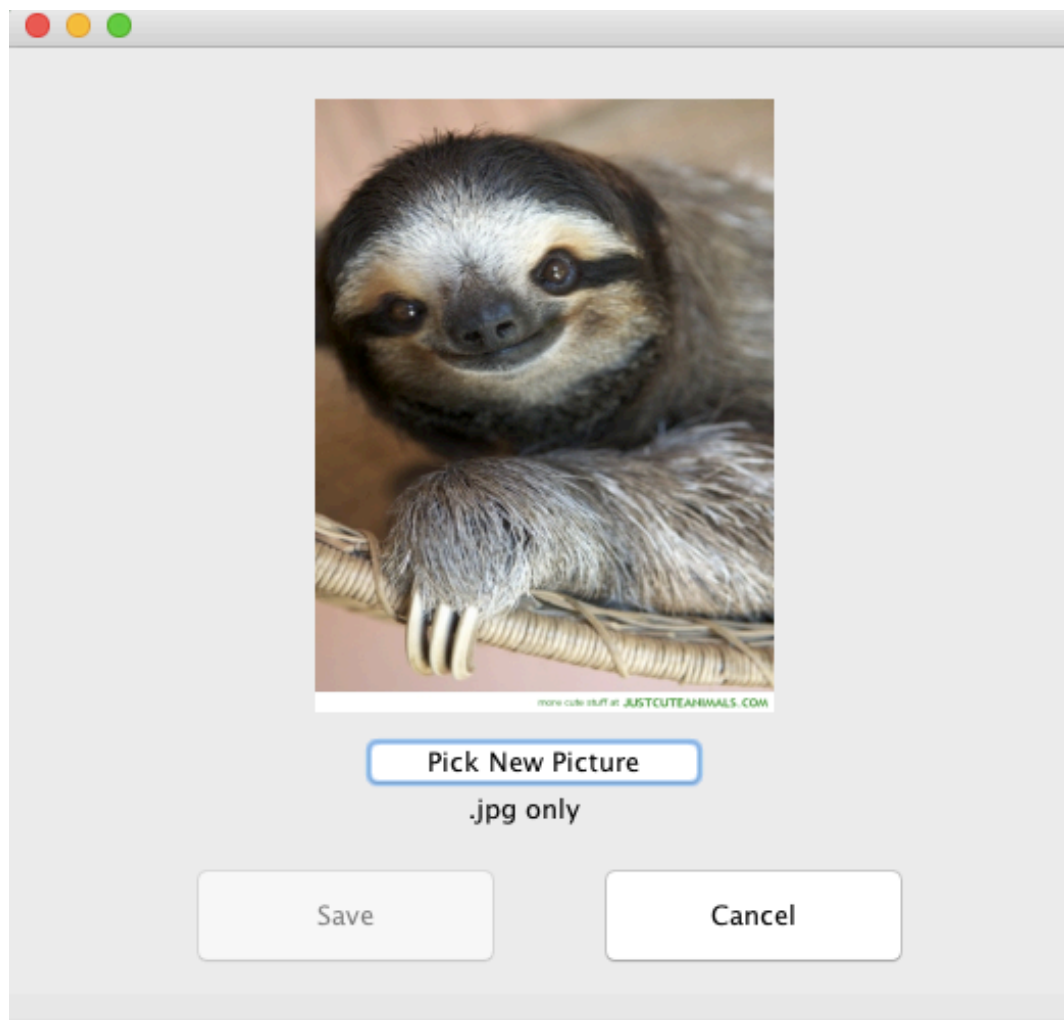 more cute stuff at JUSTCUTEANIMALS.COM
Pick New Picture
.jpg only
Save
Cancel